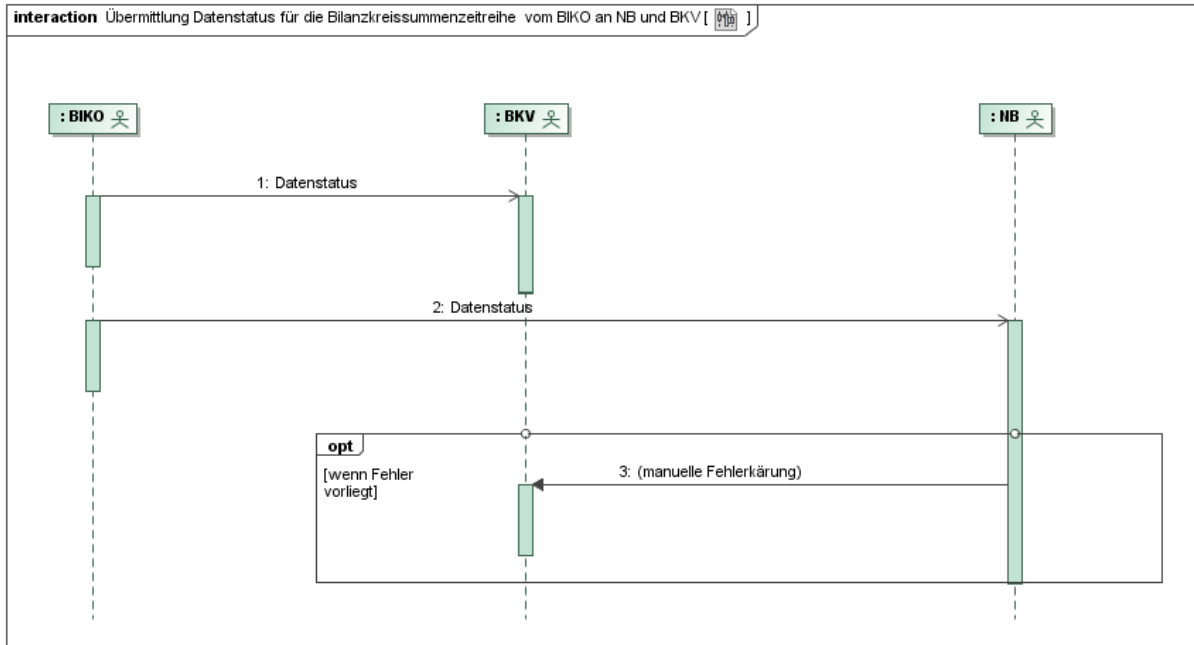 interaction Übermittlung Datenstatus für die Bilanzkreissummenzeitreihe vom BIKO an NB und BKV [ ]
: BIKO
: BKV
: NB
1: Datenstatus
2: Datenstatus
opt
[wenn Fehler
vorliegt]
3: (manuelle Fehlerkärung)